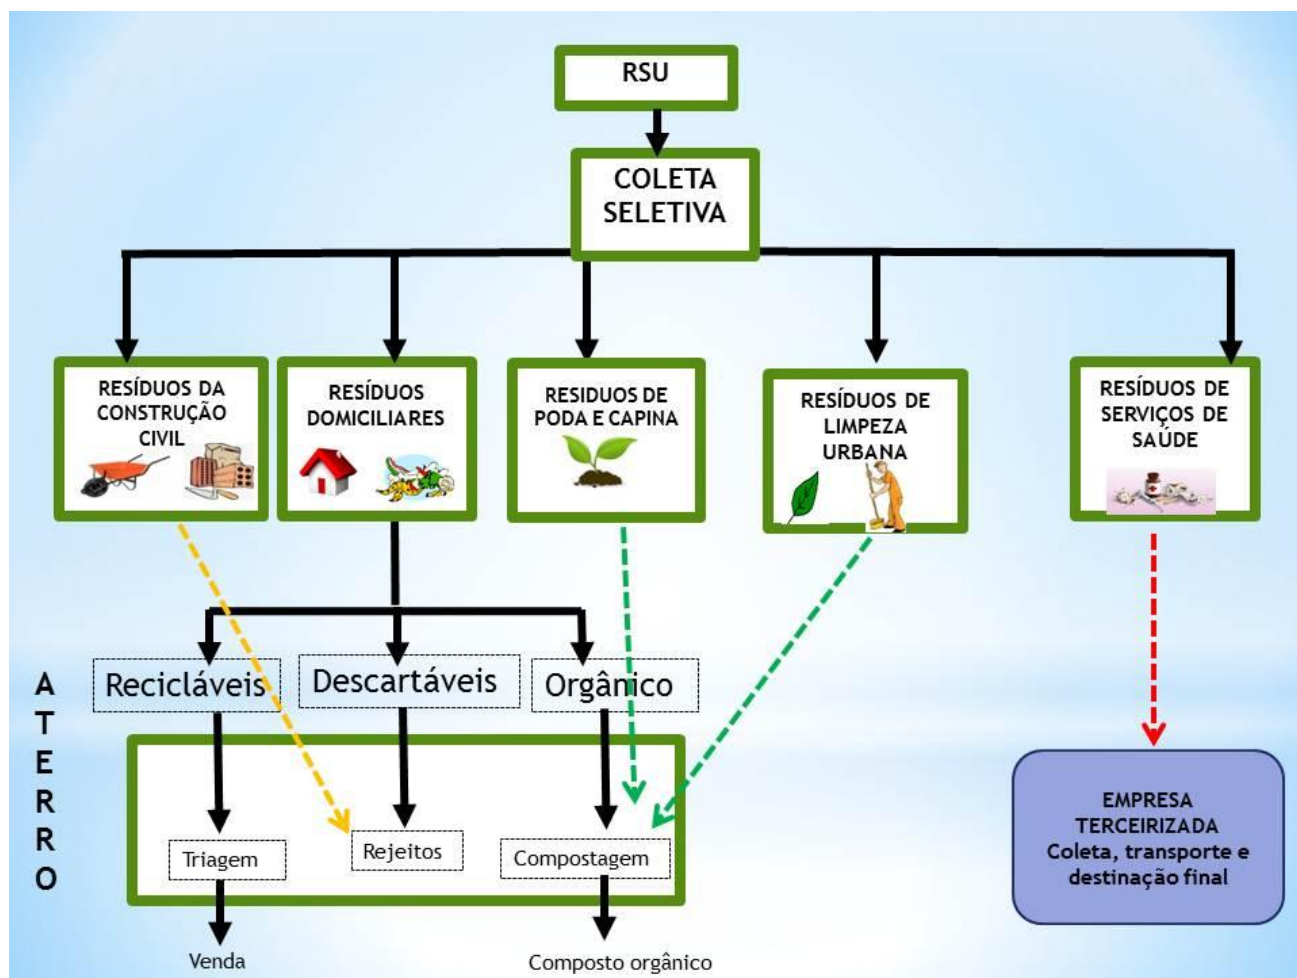 RSU
COLETA
SELETIVA
RESÍDUOS DA
CONSTRUÇÃO
CIVIL
RESÍDUOS
DOMICILIARES
RESIDUOS DE
PODA E CAPINA
RESÍDUOS DE
LIMPEZA
URBANA
RESÍDUOS DE
SERVIÇOS DE
SAÚDE
ATERRO
Recicláveis
Descartáveis
Orgânico
Triagem
Rejeitos
Compostagem
EMPRESA
TERCEIRIZADA
Coleta, transporte e
destinação final
Venda
Composto orgânico